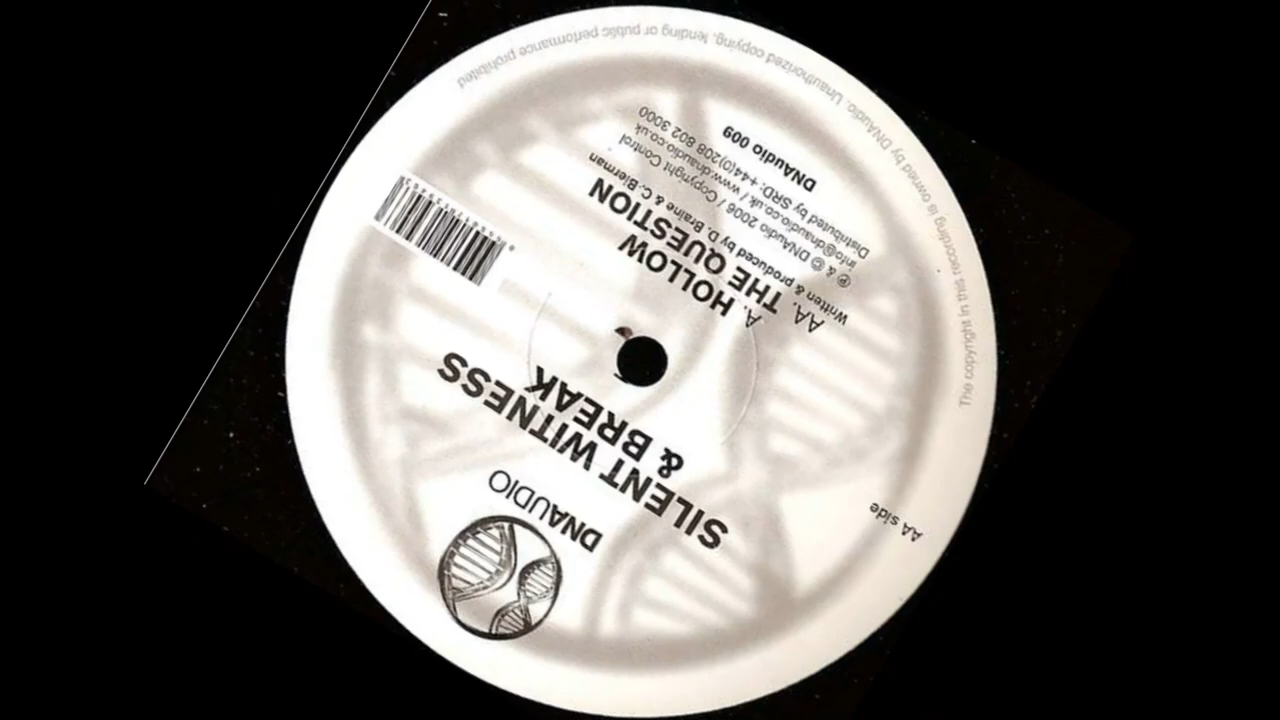 DNAUDIO
SILENT WITNESS
& BREAK
AA side
A. HOLLOW
AA. THE QUESTION
Written & produced by D. Braine & C. Bierman
℗ & © DNAudio 2006 / Copyright Control
info@dnaudio.co.uk / www.dnaudio.co.uk
Distributed by SRD: +44(0)208 802 3000
DNAudio 009
The copyright in this recording is owned by DNAudio. Unauthorized copying, lending or public performance prohibited